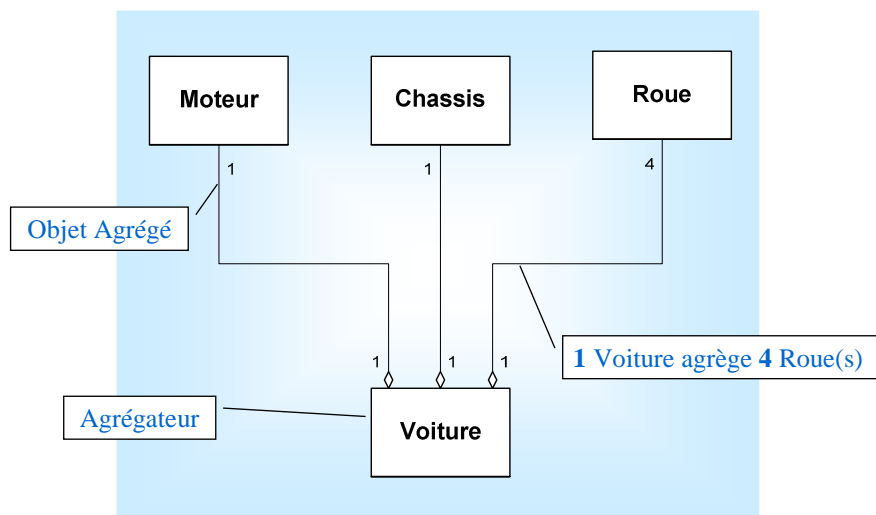 Moteur
Chassis
Roue
1
1
4
Objet Agrégé
1 Voiture agrège 4 Roue(s)
1
1
1
Agrégateur
Voiture